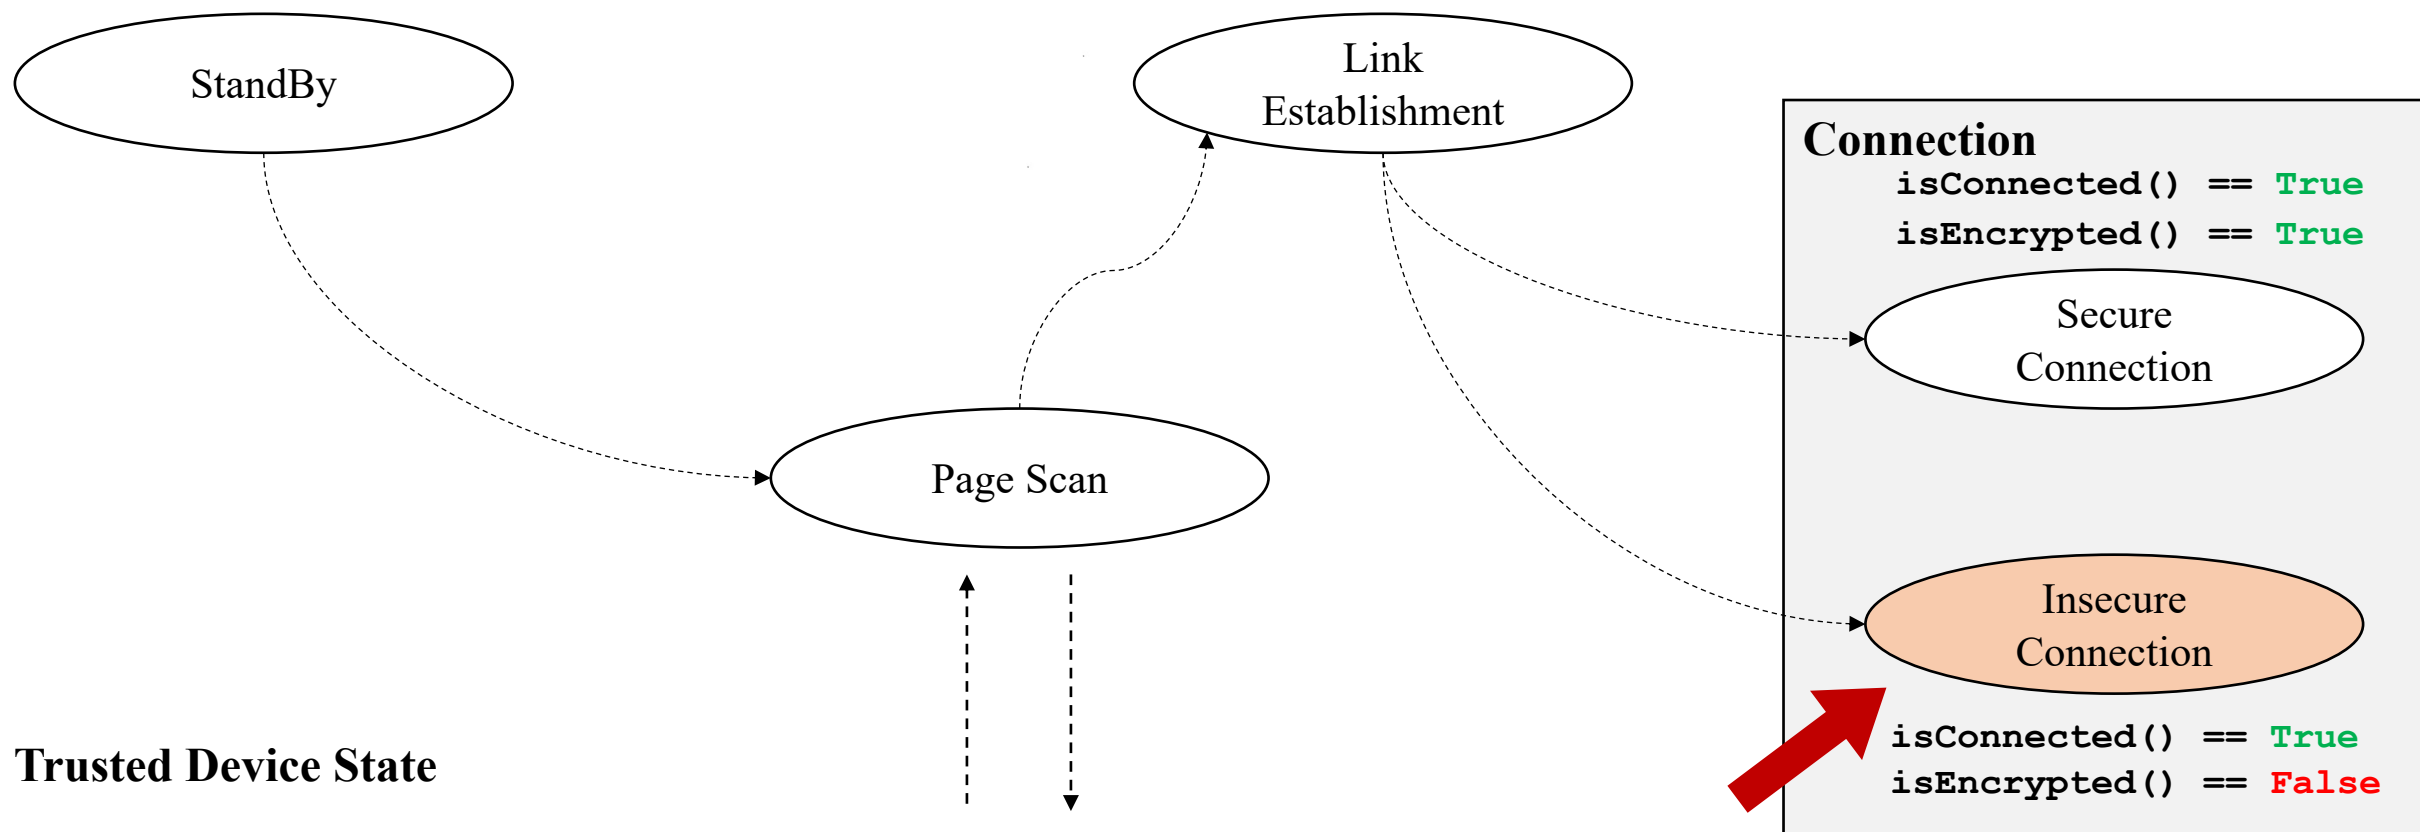 StandBy
Link
Establishment
Connection
isConnected() == True
isEncrypted() == True
Secure
Connection
Page Scan
Insecure
Connection
isConnected() == True
isEncrypted() == False
Trusted Device State